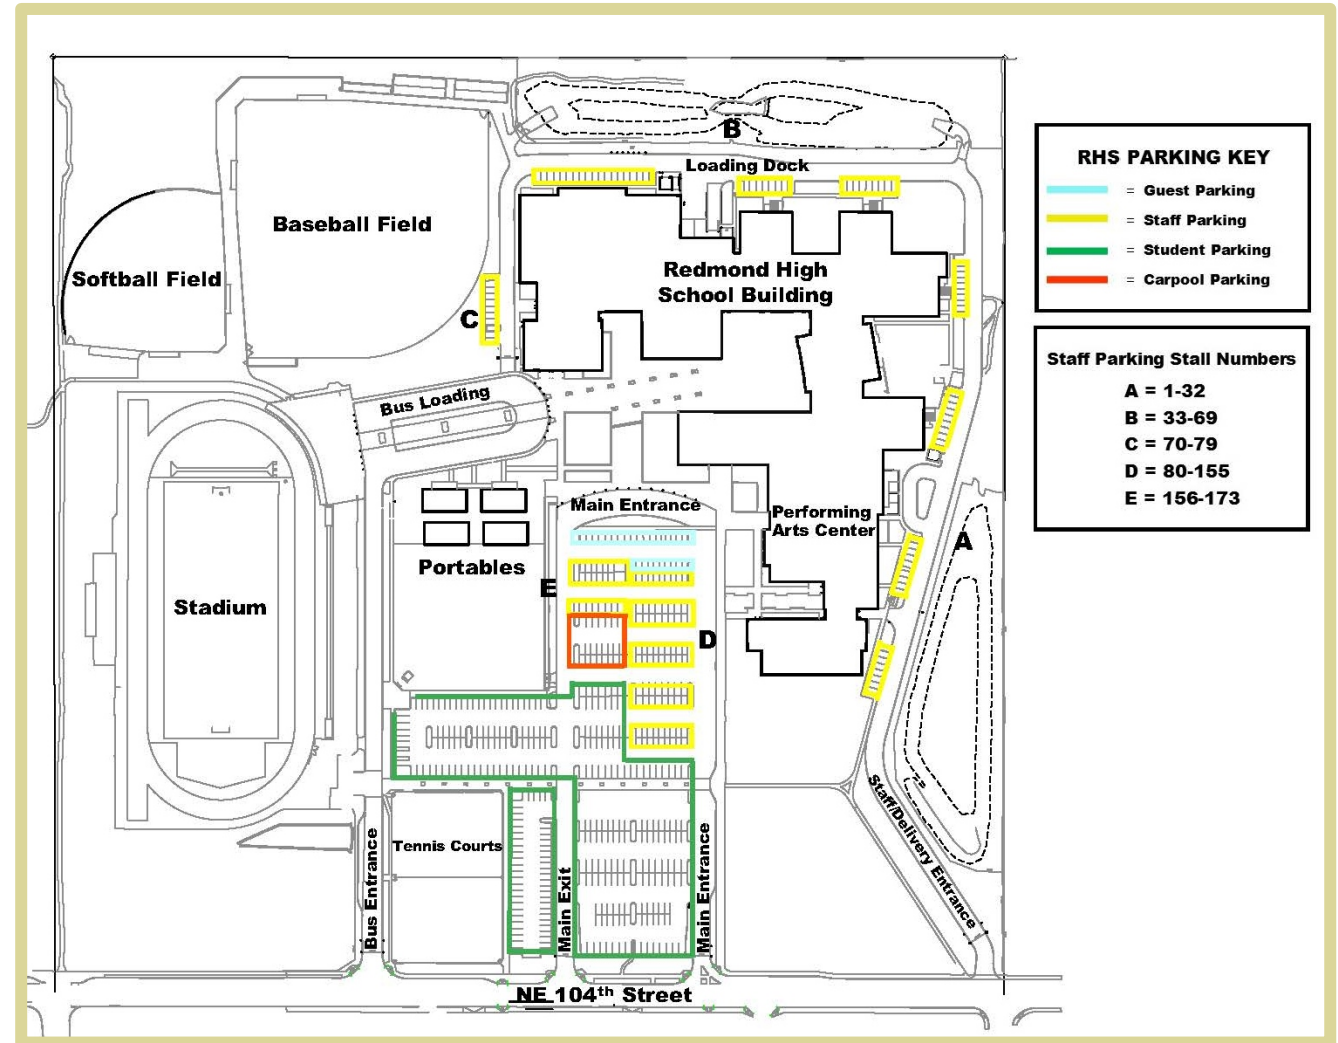 B
Loading Dock
RHS PARKING KEY
= Guest Parking
= Staff Parking
= Student Parking
= Carpool Parking
Baseball Field
Softball Field
Redmond High
School Building
C
Staff Parking Stall Numbers
A = 1-32
B = 33-69
C = 70-79
D = 80-155
E = 156-173
Bus Loading
Main Entrance
Performing
Arts Center
A
Portables
E
Stadium
D
Staff/Delivery Entrance
Tennis Courts
Bus Entrance
Main Exit
Main Entrance
NE 104th Street